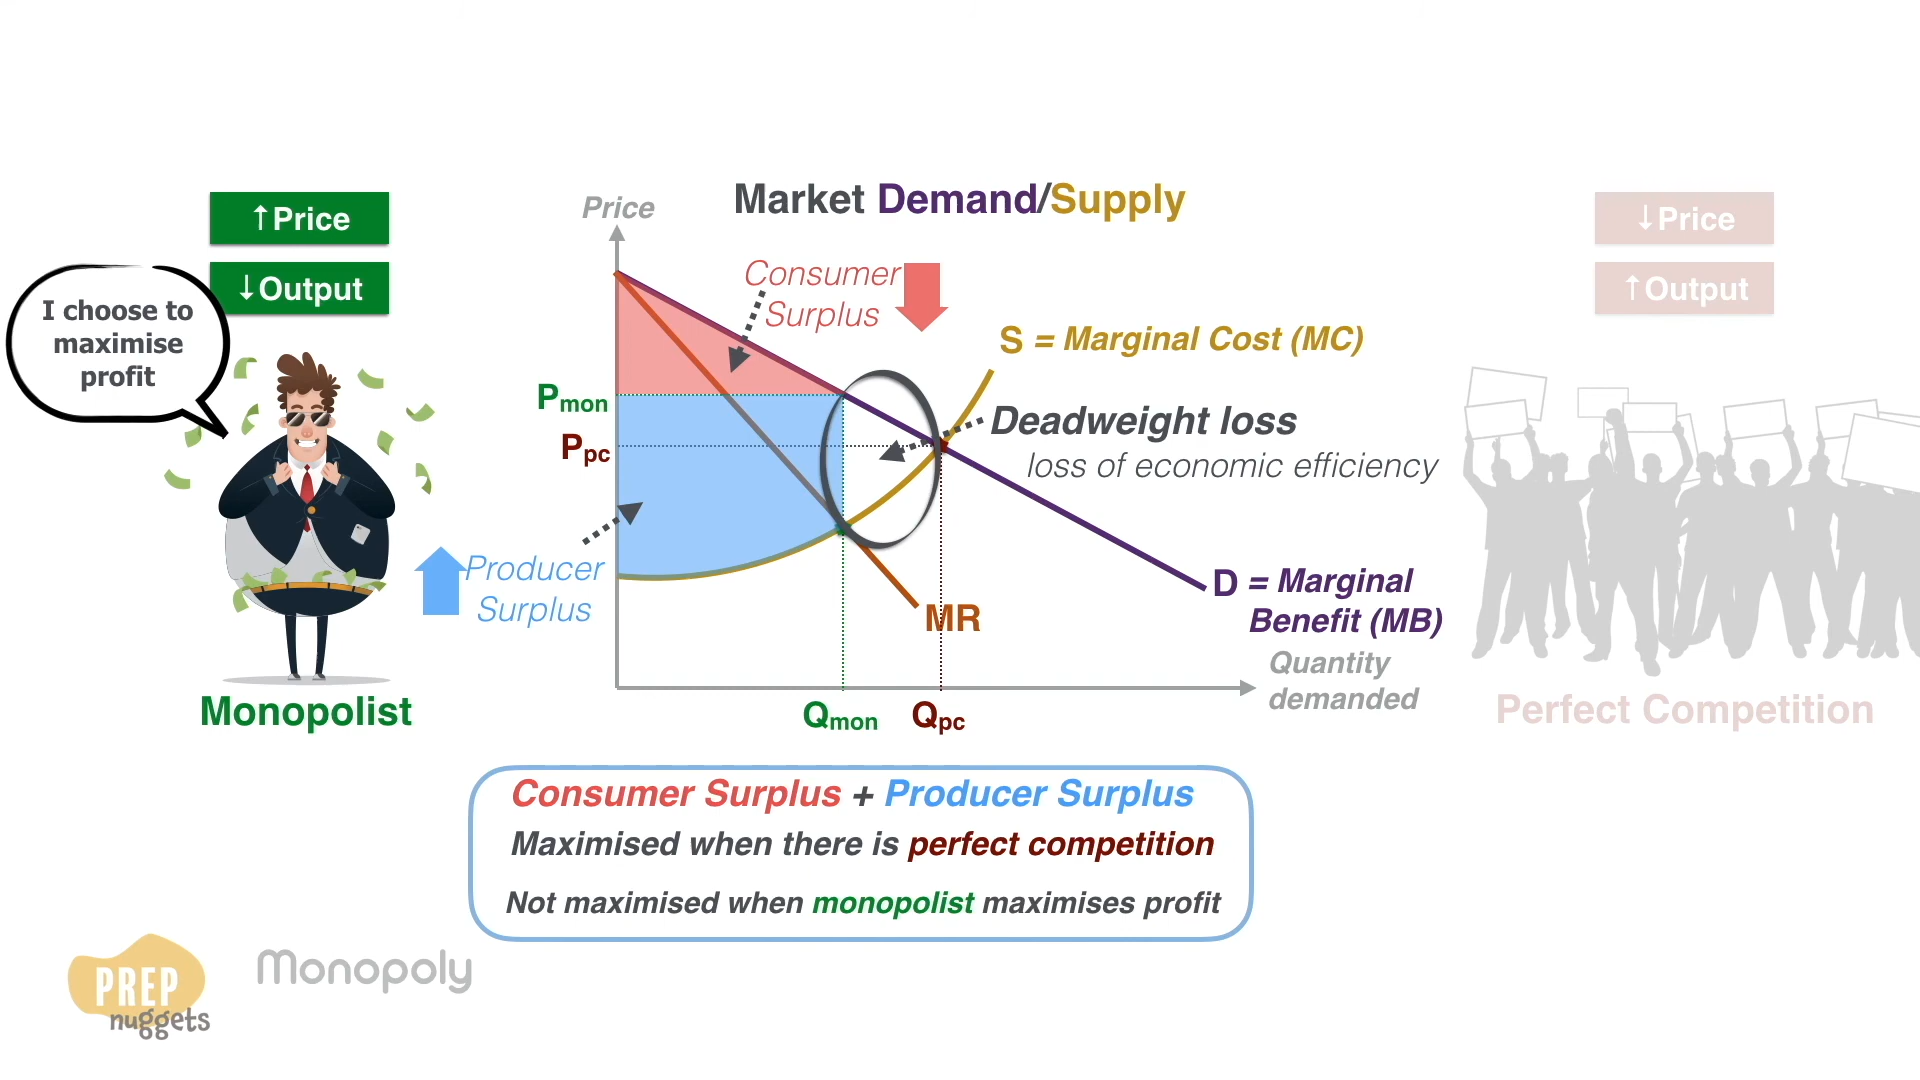 Market Demand/Supply
↑Price
↓Output
I choose to
maximise
profit
Monopolist
Price
Consumer
Surplus
S = Marginal Cost (MC)
Pmon
Ppc
Deadweight loss
loss of economic efficiency
Producer
Surplus
MR
D = Marginal
Benefit (MB)
Quantity
demanded
Qmon
Qpc
↓Price
↑Output
Perfect Competition
Consumer Surplus + Producer Surplus
Maximised when there is perfect competition
Not maximised when monopolist maximises profit
PREP
nuggets
Monopoly